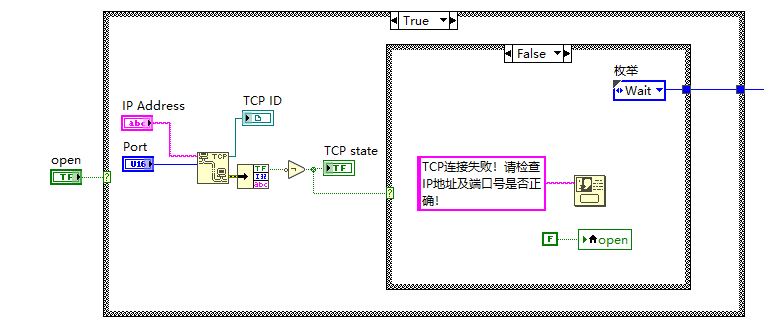 True
False
枚举
Wait
TCP ID
IP Address
abc
TCP
Port
U16
TCP state
TF
TF
I32
abc
open
TF
?
?
TCP连接失败！请检查
IP地址及端口号是否正
确！
F
open